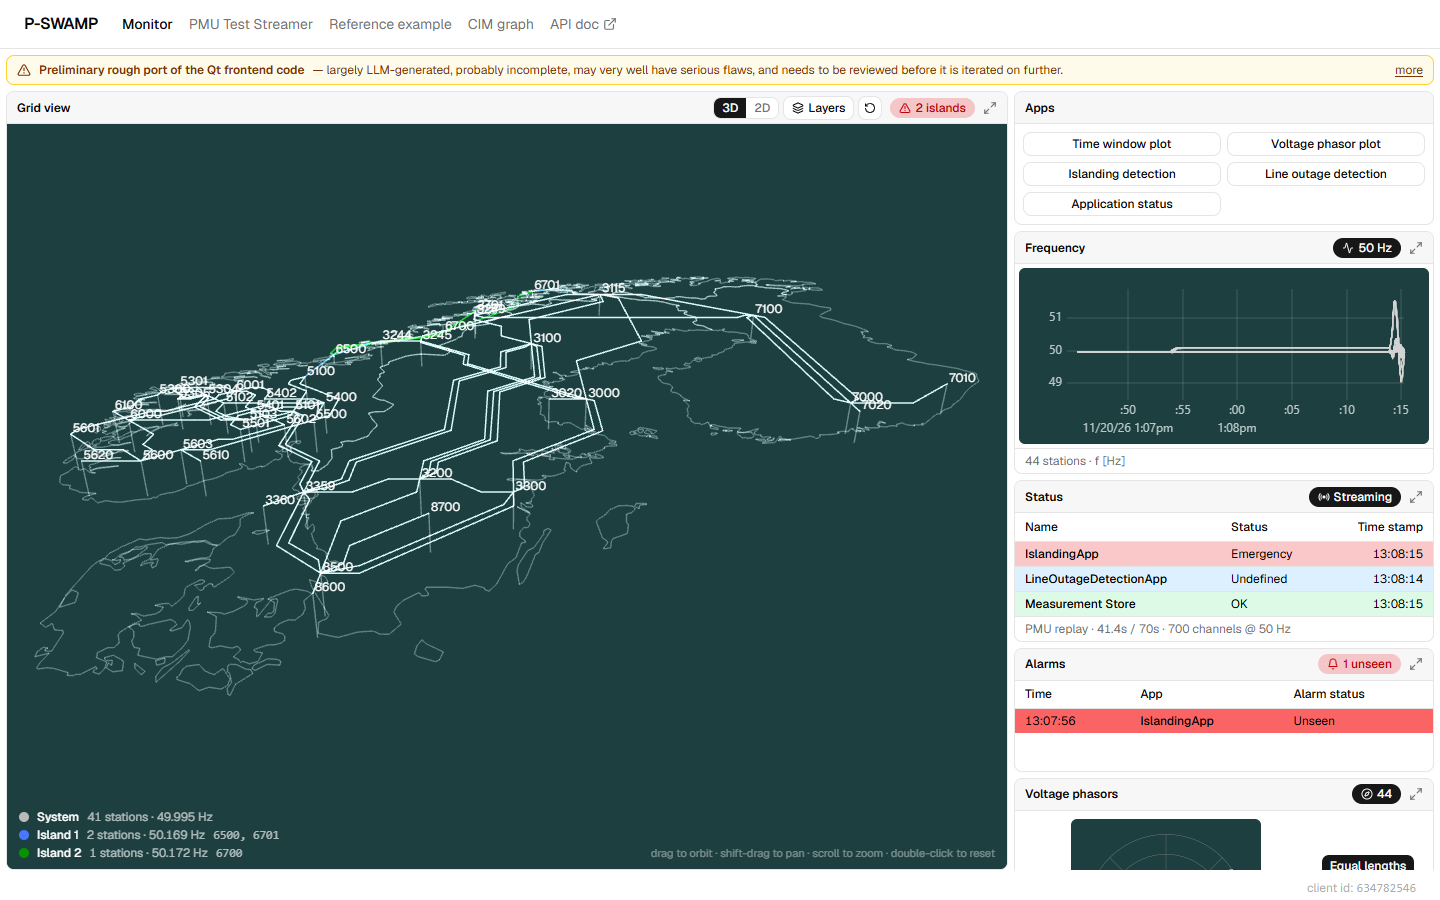 P-SWAMP Monitor PMU Test Streamer Reference example CIM graph API doc
Preliminary rough port of the Qt frontend code — largely LLM-generated, probably incomplete, may very well have serious flaws, and needs to be reviewed before it is iterated on further. more
Grid view 3D 2D Layers 2 islands
6701
3115
7100
6700
3244 3245
3100
6500
5100
7010
5301
6001
5402
5400
3020 3000
6100
6000
5401
5101
7000
7020
5500
5602
5501
5601
5603
5620 5600 5610
3200
3359
3300
3360
8700
8500
8600
System 41 stations · 49.995 Hz
Island 1 2 stations · 50.169 Hz 6500, 6701
Island 2 1 stations · 50.172 Hz 6700
drag to orbit · shift-drag to pan · scroll to zoom · double-click to reset
Apps
Time window plot Voltage phasor plot
Islanding detection Line outage detection
Application status
Frequency 50 Hz
51
50
49
:50 :55 :00 :05 :10 :15
11/20/26 1:07pm 1:08pm
44 stations · f [Hz]
Status Streaming
Name Status Time stamp
IslandingApp Emergency 13:08:15
LineOutageDetectionApp Undefined 13:08:14
Measurement Store OK 13:08:15
PMU replay · 41.4s / 70s · 700 channels @ 50 Hz
Alarms 1 unseen
Time App Alarm status
13:07:56 IslandingApp Unseen
Voltage phasors 44
Equal lengths
client id: 634782546